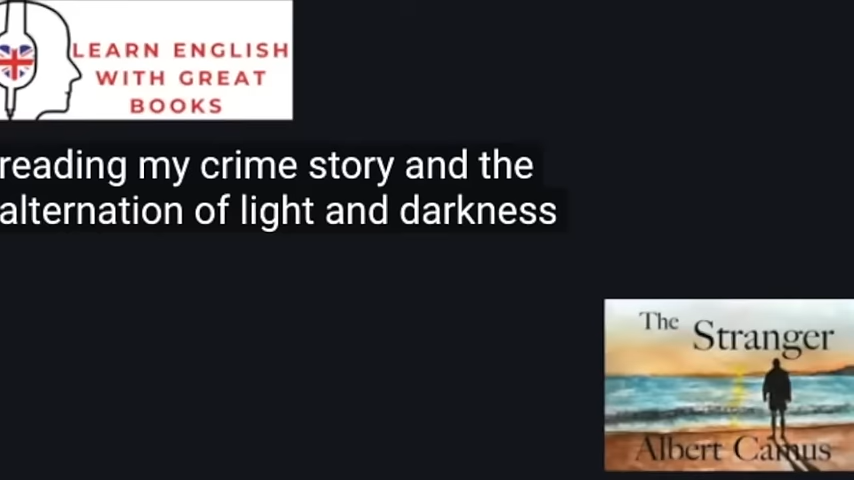 LEARN ENGLISH
WITH GREAT
BOOKS
reading my crime story and the
alternation of light and darkness
The Stranger
Albert Camus